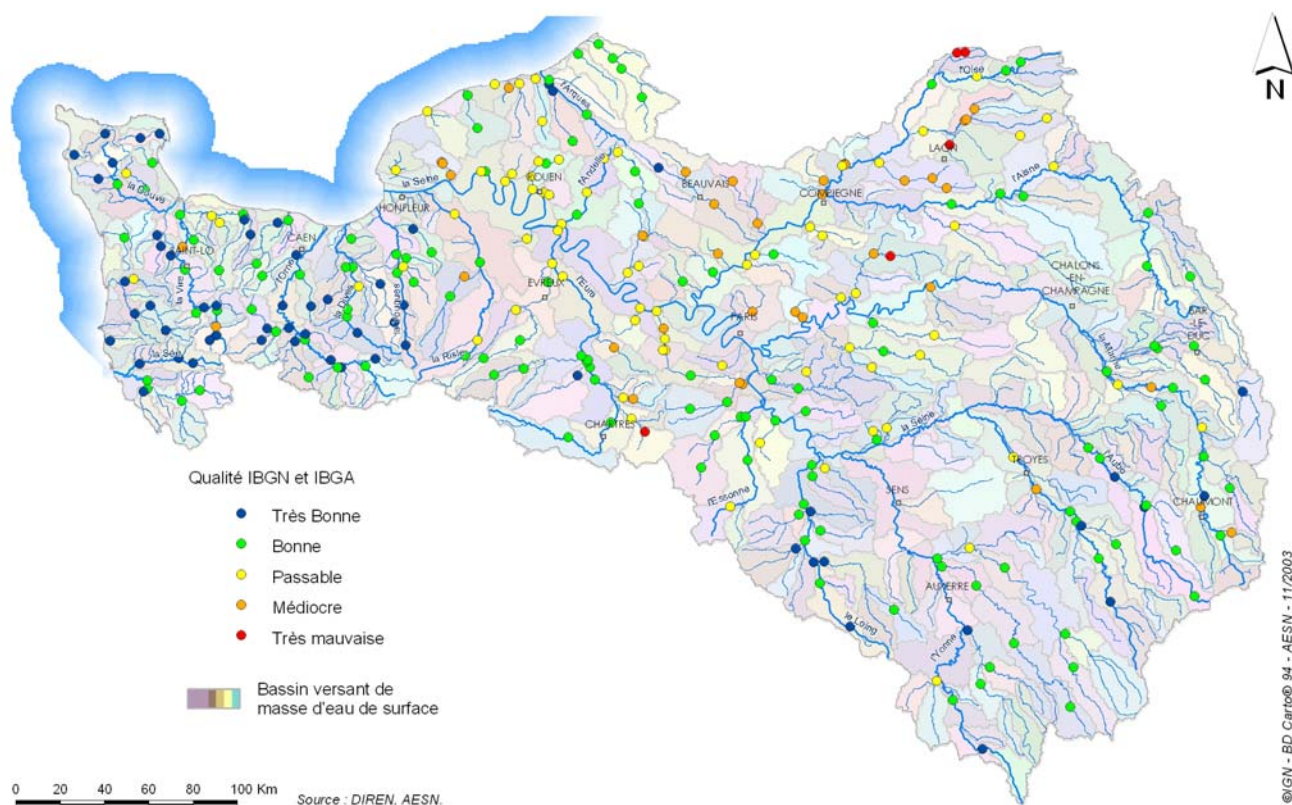 N
l'Oise
l'Arques
LAON
l'Andelle
ROUEN
BEAUVAIS
COMPIEGNE
l'Aisne
la Seine
HONFLEUR
la Douve
SAINT-LO
CAEN
la Vire
l'Orne
la Dives
la Touques
EVREUX
l'Eure
PARIS
CHALONS
-EN-
CHAMPAGNE
BAR
-LE-
DUC
la Marne
la Sée
la Risle
CHARTRES
la Seine
l'Essonne
TROYES
l'Aube
SENS
CHAUMONT
AUXERRE
le Loing
l'Yonne
Qualité IBGN et IBGA
Très Bonne
Bonne
Passable
Médiocre
Très mauvaise
Bassin versant de
masse d'eau de surface
0 20 40 60 80 100 Km
Source : DIREN, AESN.
©IGN - BD Carto® 94 - AESN - 11/2003